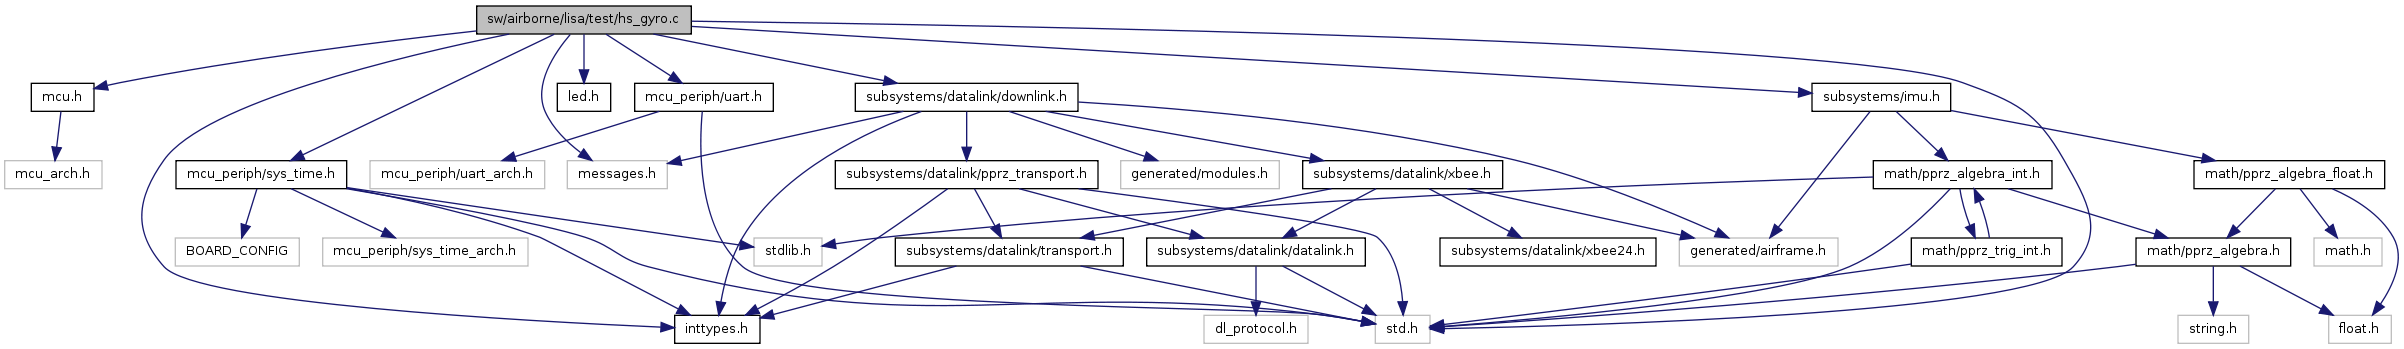 sw/airborne/lisa/test/hs_gyro.c
mcu.h
led.h
mcu_periph/uart.h
subsystems/datalink/downlink.h
subsystems/imu.h
mcu_arch.h
mcu_periph/sys_time.h
mcu_periph/uart_arch.h
messages.h
subsystems/datalink/pprz_transport.h
generated/modules.h
subsystems/datalink/xbee.h
math/pprz_algebra_int.h
math/pprz_algebra_float.h
BOARD_CONFIG
mcu_periph/sys_time_arch.h
stdlib.h
subsystems/datalink/transport.h
subsystems/datalink/datalink.h
subsystems/datalink/xbee24.h
generated/airframe.h
math/pprz_trig_int.h
math/pprz_algebra.h
math.h
inttypes.h
dl_protocol.h
std.h
string.h
float.h